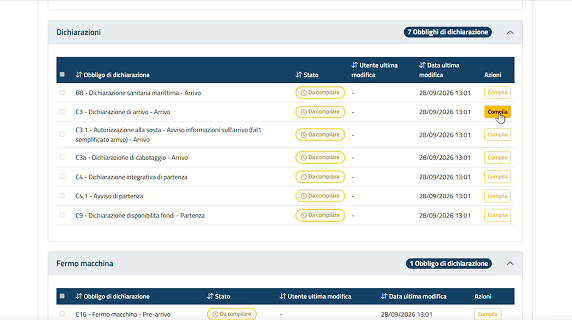 Dichiarazioni
7 Obblighi di dichiarazione
Obbligo di dichiarazione
Stato
Utente ultima modifica
Data ultima modifica
Azioni
B8 - Dichiarazione sanitaria marittima - Arrivo
Da compilare
-
28/09/2026 13:01
Compila
C3 - Dichiarazione di arrivo - Arrivo
Da compilare
-
28/09/2026 13:01
Compila
C3.1 - Autorizzazione alla sosta - Avviso informazioni sull'arrivo (fal1
semplificato arrivo) - Arrivo
Da compilare
-
28/09/2026 13:01
Compila
C3a - Dichiarazione di cabotaggio - Arrivo
Da compilare
-
28/09/2026 13:01
Compila
C4 - Dichiarazione integrativa di partenza
Da compilare
-
28/09/2026 13:01
Compila
C4.1 - Avviso di partenza
Da compilare
-
28/09/2026 13:01
Compila
C9 - Dichiarazione disponibilita fondi - Partenza
Da compilare
-
28/09/2026 13:01
Compila
Fermo macchina
1 Obbligo di dichiarazione
Obbligo di dichiarazione
Stato
Utente ultima modifica
Data ultima modifica
Azioni
C16 - Fermo macchina - Pre-arrivo
Da compilare
-
28/09/2026 13:01
Compila